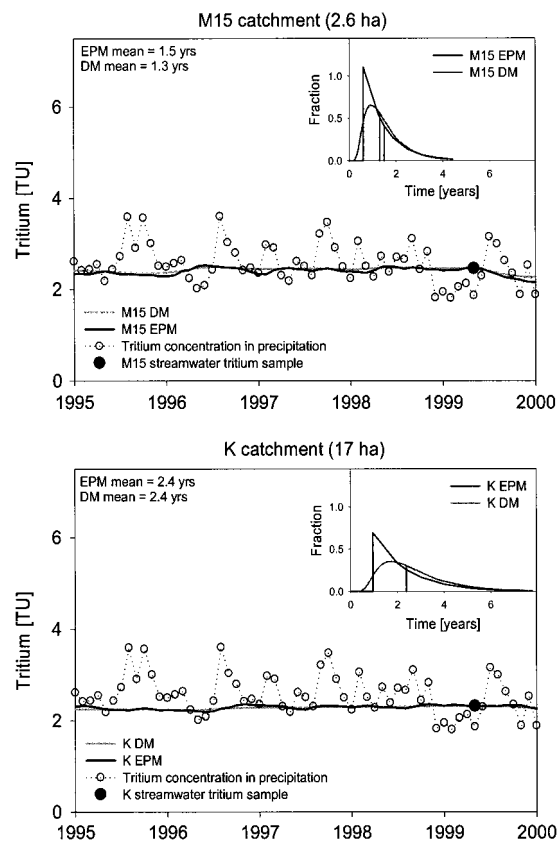 M15 catchment (2.6 ha)
EPM mean = 1.5 yrs
DM mean = 1.3 yrs
M15 EPM
M15 DM
Fraction
1.0
0.5
0.0
0 2 4 6
Time [years]
Tritium [TU]
6
4
2
0
M15 DM
M15 EPM
Tritium concentration in precipitation
M15 streamwater tritium sample
1995 1996 1997 1998 1999 2000
K catchment (17 ha)
EPM mean = 2.4 yrs
DM mean = 2.4 yrs
K EPM
K DM
Fraction
1.0
0.5
0.0
0 2 4 6
Time [years]
Tritium [TU]
6
4
2
0
K DM
K EPM
Tritium concentration in precipitation
K streamwater tritium sample
1995 1996 1997 1998 1999 2000